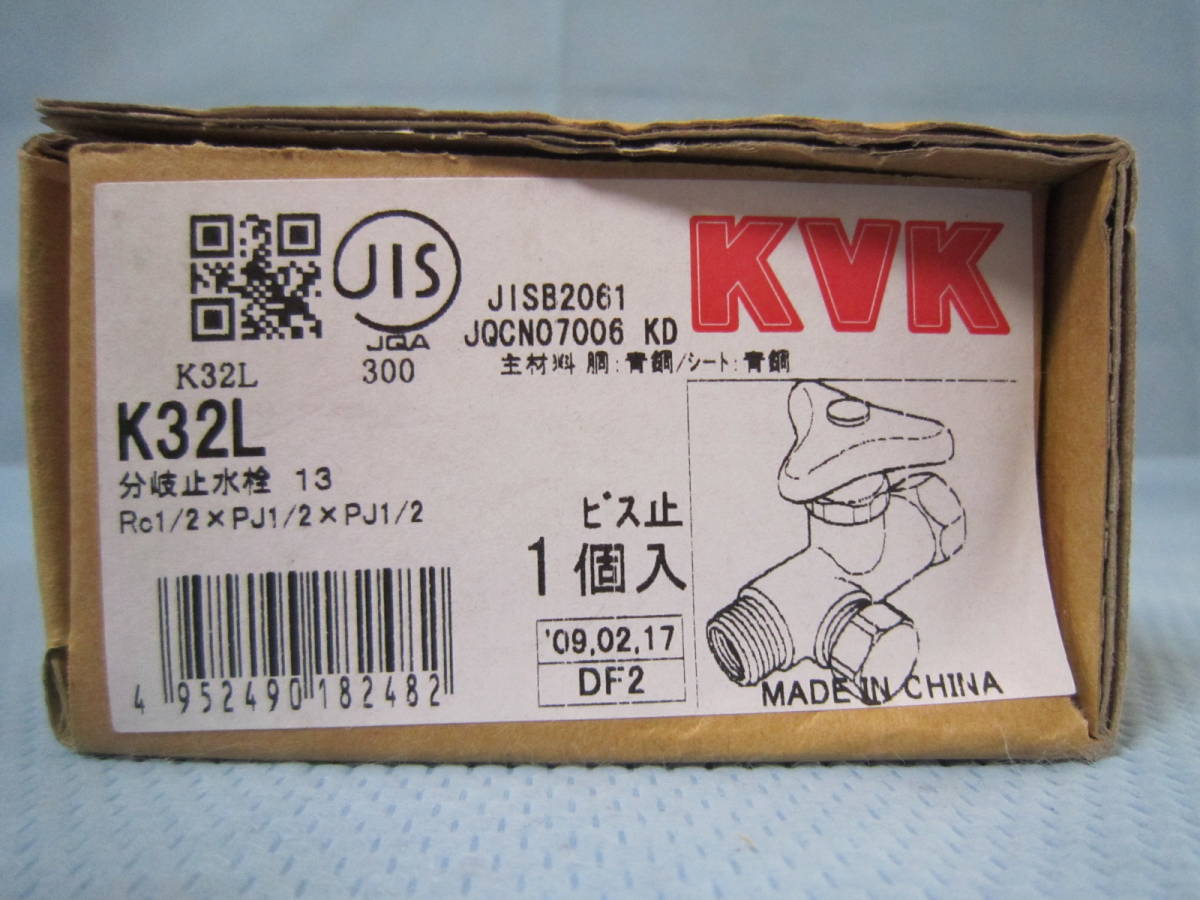 JIS
JQA
K32L
300
JISB2061
JQCN07006 KD
KVK
主材料 胴:青銅/シート:青銅
K32L
分岐止水栓 13
Rc1/2×PJ1/2×PJ1/2
ビス止
1個入
'09.02.17
DF2
4 952490 182482
MADE IN CHINA